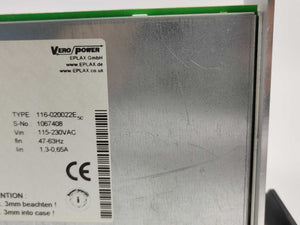 VERO POWER
EPLAX GmbH
www.EPLAX.de
www.EPLAX.co.uk
TYPE 116-020022E
S-No. 1067408
Vin 115-230VAC
fin 47-63Hz
Iin 1,3-0,65A
CE
NTION :
3mm beachten !
3mm into case !